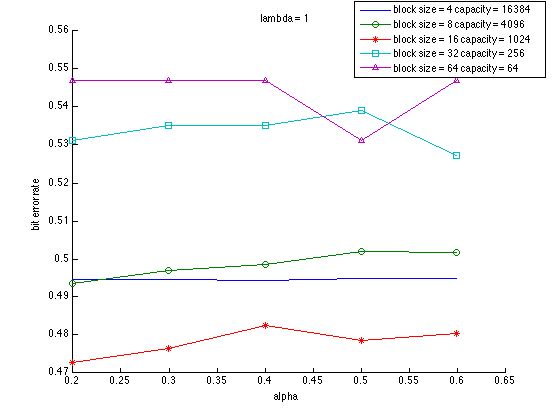 lambda = 1
block size = 4 capacity = 16384
block size = 8 capacity = 4096
block size = 16 capacity = 1024
block size = 32 capacity = 256
block size = 64 capacity = 64
0.56
0.55
0.54
0.53
0.52
0.51
0.5
0.49
0.48
0.47
bit error rate
0.2 0.25 0.3 0.35 0.4 0.45 0.5 0.55 0.6 0.65
alpha